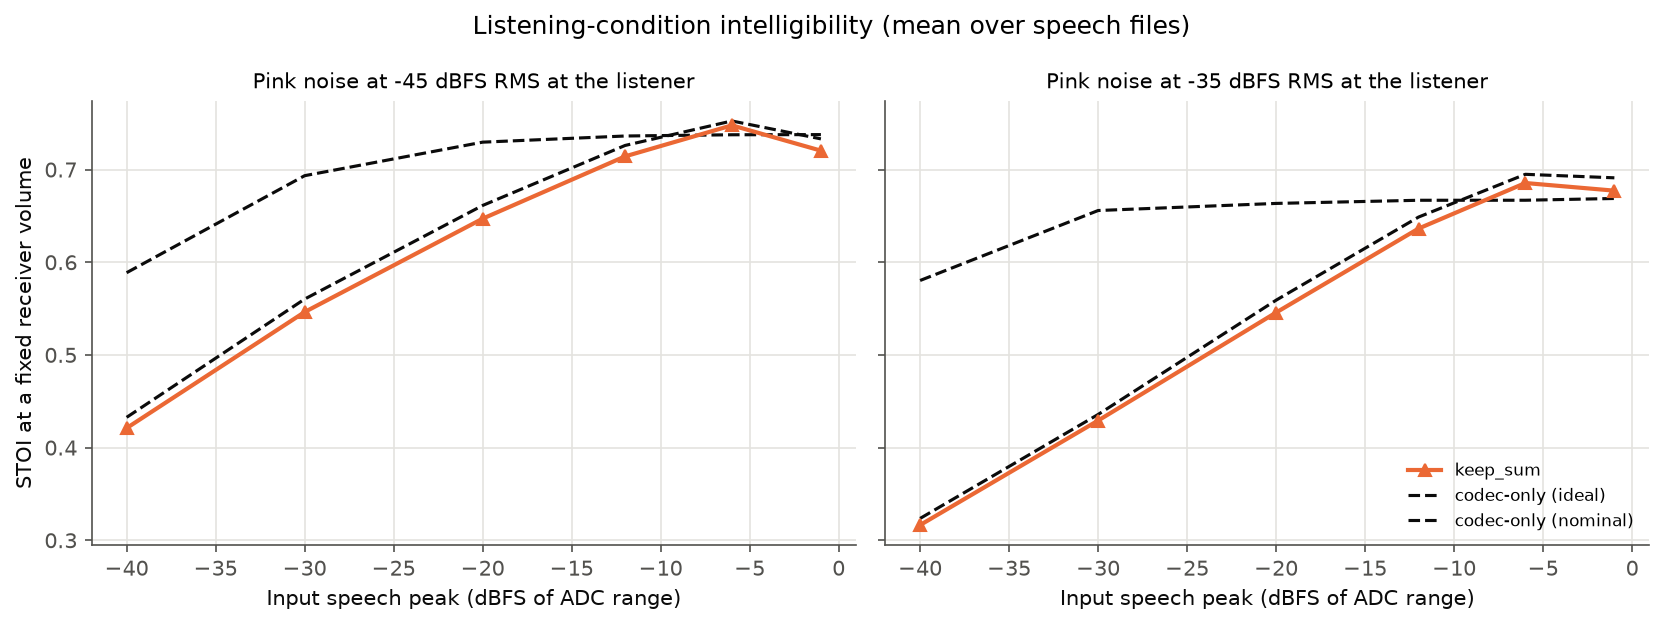 Listening-condition intelligibility (mean over speech files)
Pink noise at -45 dBFS RMS at the listener
Pink noise at -35 dBFS RMS at the listener
STOI at a fixed receiver volume
0.7
0.6
0.5
0.4
0.3
−40 −35 −30 −25 −20 −15 −10 −5 0
−40 −35 −30 −25 −20 −15 −10 −5 0
Input speech peak (dBFS of ADC range)
Input speech peak (dBFS of ADC range)
keep_sum
codec-only (ideal)
codec-only (nominal)